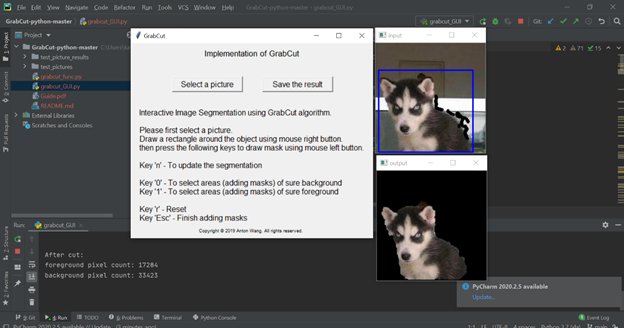 File Edit View Navigate Code Refactor Run Tools VCS Window Help GrabCut-python-master - grabcut_GUI.py
GrabCut-python-master
grabcut_GUI.py
grabcut_GUI
Git:
Project
GrabCut-python-master
test_picture_results
test_pictures
grabcut_func.py
grabcut_GUI.py
Guide.pdf
README.md
External Libraries
Scratches and Consoles
1: Project
Commit
Pull Requests
2: Structure
2: Favorites
2 71 15
GrabCut
Implementation of GrabCut
Select a picture Save the result
Interactive Image Segmentation using GrabCut algorithm.
Please first select a picture.
Draw a rectangle around the object using mouse right button.
then press the following keys to draw mask using mouse left button.
Key 'n' - To update the segmentation
Key '0' - To select areas (adding masks) of sure background
Key '1' - To select areas (adding masks) of sure foreground
Key 'r' - Reset
Key 'Esc' - Finish adding masks
Copyright © 2019 Anton Wang. All rights reserved.
input
output
Run: grabcut_GUI
After cut:
foreground pixel count: 17284
background pixel count: 33423
PyCharm 2020.2.5 available
Update...
9: Git 4: Run TODO 6: Problems Terminal Python Console Event Log